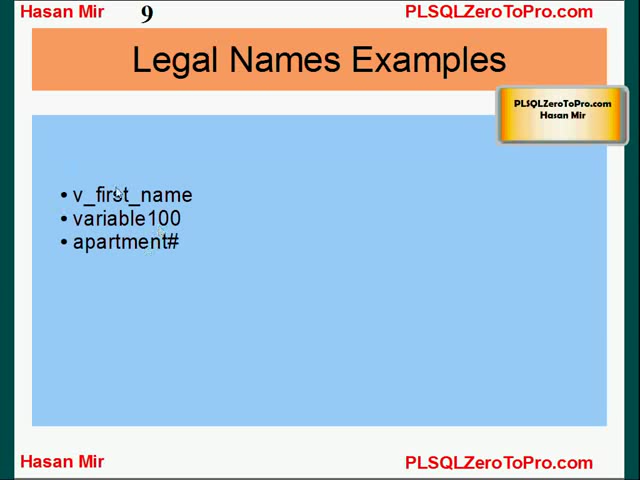 Hasan Mir 9 PLSQLZeroToPro.com
Legal Names Examples
PLSQLZeroToPro.com
Hasan Mir
• v_first_name
• variable100
• apartment#
Hasan Mir PLSQLZeroToPro.com